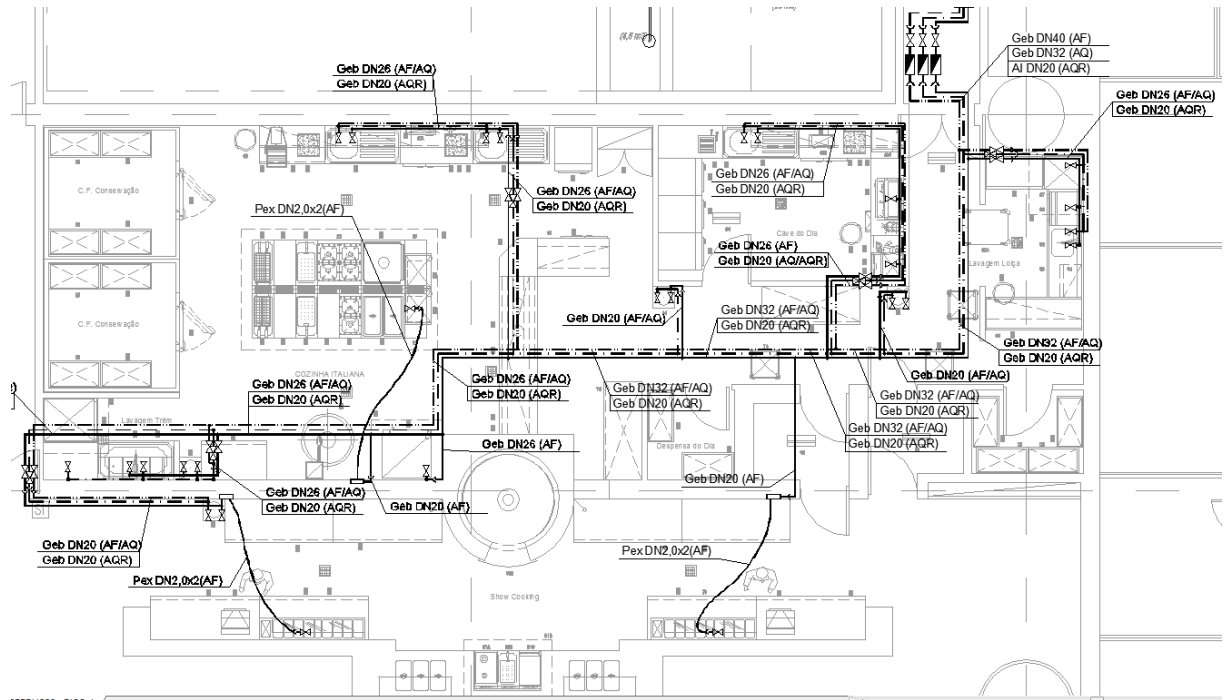 Geb DN40 (AF)
Geb DN32 (AQ)
Al DN20 (AQR)
Geb DN26 (AF/AQ)
Geb DN20 (AQR)
Geb DN26 (AF/AQ)
Geb DN20 (AQR)
C.F. Conservação
Geb DN26 (AF/AQ)
Geb DN20 (AQR)
Geb DN26 (AF/AQ)
Geb DN20 (AQR)
Pex DN2,0x2(AF)
Cave do Dia
Geb DN26 (AF)
Geb DN20 (AQ/AQR)
Lavagem Loiça
C.F. Conservação
Geb DN20 (AF/AQ)
Geb DN32 (AF/AQ)
Geb DN20 (AQR)
Geb DN32 (AF/AQ)
Geb DN20 (AQR)
COZINHA ITALIANA
Geb DN26 (AF/AQ)
Geb DN20 (AQR)
Geb DN26 (AF/AQ)
Geb DN20 (AQR)
Geb DN32 (AF/AQ)
Geb DN20 (AQR)
Geb DN20 (AF/AQ)
Geb DN32 (AF/AQ)
Geb DN20 (AQR)
Lavagem Trém
Geb DN26 (AF)
Despensa do Dia
Geb DN32 (AF/AQ)
Geb DN20 (AQR)
Geb DN20 (AF)
Geb DN26 (AF/AQ)
Geb DN20 (AQR)
Geb DN20 (AF)
SI
Geb DN20 (AF/AQ)
Geb DN20 (AQR)
Pex DN2,0x2(AF)
Pex DN2,0x2(AF)
Show Cooking